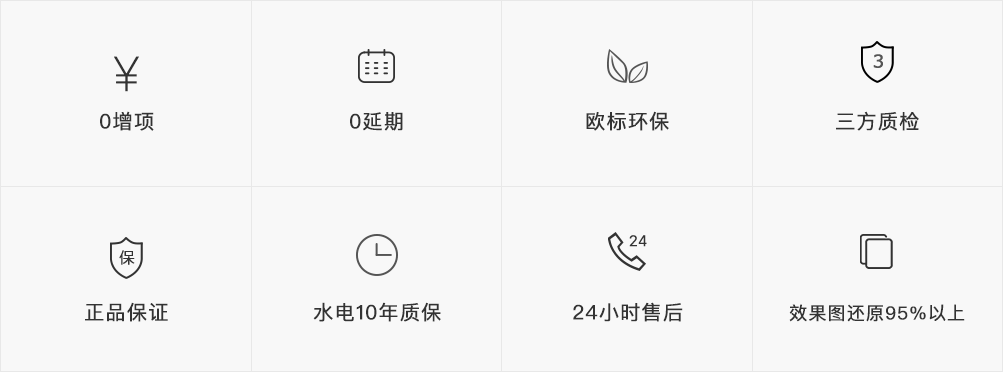 ¥
0增项
0延期
欧标环保
3
三方质检
保
正品保证
水电10年质保
24
24小时售后
效果图还原95%以上